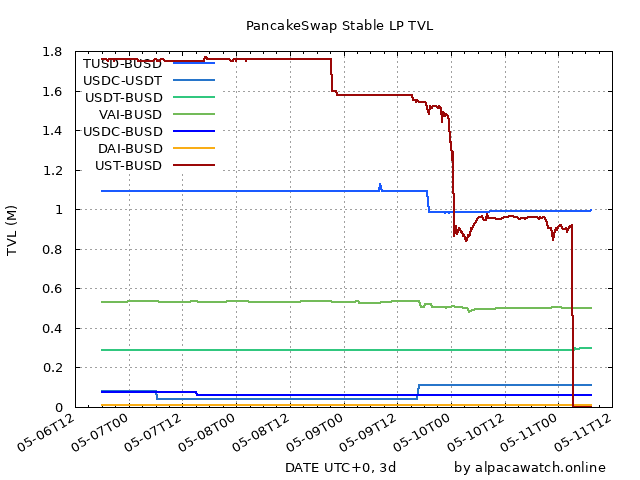 PancakeSwap Stable LP TVL
1.8
1.6
1.4
1.2
1
0.8
0.6
0.4
0.2
0
TVL (M)
TUSD-BUSD
USDC-USDT
USDT-BUSD
VAI-BUSD
USDC-BUSD
DAI-BUSD
UST-BUSD
05-06T12
05-07T00
05-07T12
05-08T00
05-08T12
05-09T00
05-09T12
05-10T00
05-10T12
05-11T00
05-11T12
DATE UTC+0, 3d
by alpacawatch.online